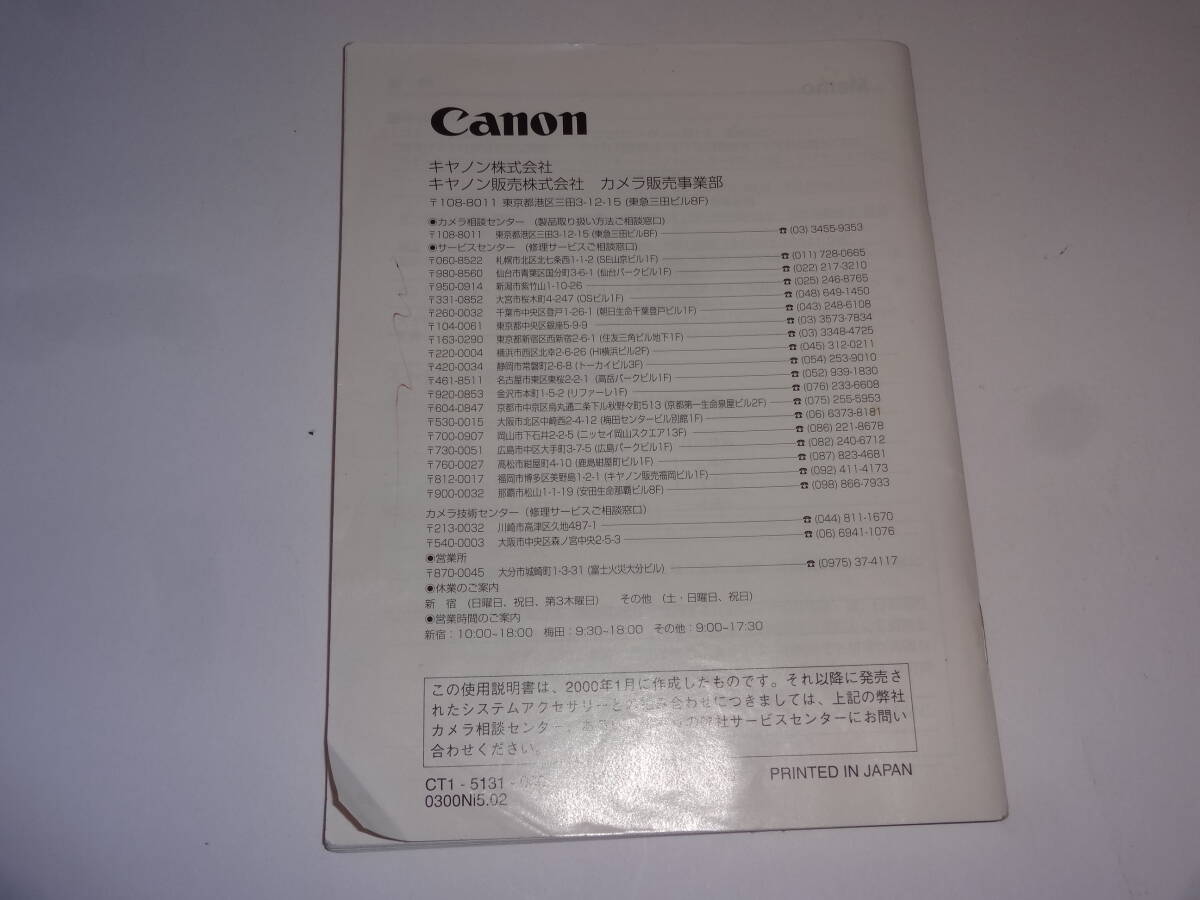 Canon
キヤノン株式会社
キヤノン販売株式会社 カメラ販売事業部
〒108-8011 東京都港区三田3-12-15 (東急三田ビル8F)
◉カメラ相談センター (製品取り扱い方法ご相談窓口)
〒108-8011 東京都港区三田3-12-15 (東急三田ビル8F) ☎ (03) 3455-9353
◉サービスセンター (修理サービスご相談窓口)
〒060-8522 札幌市北区北七条西1-1-2 (SE山京ビル1F) ☎ (011) 728-0665
〒980-8560 仙台市青葉区国分町3-6-1 (仙台パークビル1F) ☎ (022) 217-3210
〒950-0914 新潟市紫竹山1-10-26 ☎ (025) 246-8765
〒331-0852 大宮市桜木町4-247 (OSビル1F) ☎ (048) 649-1450
〒260-0032 千葉市中央区登戸1-26-1 (朝日生命千葉登戸ビル1F) ☎ (043) 248-6108
〒104-0061 東京都中央区銀座5-9-9 ☎ (03) 3573-7834
〒163-0290 東京都新宿区西新宿2-6-1 (住友三角ビル地下1F) ☎ (03) 3348-4725
〒220-0004 横浜市西区北幸2-6-26 (HI横浜ビル2F) ☎ (045) 312-0211
〒420-0034 静岡市常磐町2-6-8 (トーカイビル3F) ☎ (054) 253-9010
〒461-8511 名古屋市東区東桜2-2-1 (高岳パークビル1F) ☎ (052) 939-1830
〒920-0853 金沢市本町1-5-2 (リファーレ1F) ☎ (076) 233-6608
〒604-0847 京都市中京区烏丸通二条下ル秋野々町513 (京都第一生命泉屋ビル2F) ☎ (075) 255-5953
〒530-0015 大阪市北区中崎西2-4-12 (梅田センタービル別館1F) ☎ (06) 6373-8181
〒700-0907 岡山市下石井2-2-5 (ニッセイ岡山スクエア13F) ☎ (086) 221-8678
〒730-0051 広島市中区大手町3-7-5 (広島パークビル1F) ☎ (082) 240-6712
〒760-0027 高松市紺屋町4-10 (鹿島紺屋町ビル1F) ☎ (087) 823-4681
〒812-0017 福岡市博多区美野島1-2-1 (キヤノン販売福岡ビル1F) ☎ (092) 411-4173
〒900-0032 那覇市松山1-1-19 (安田生命那覇ビル8F) ☎ (098) 866-7933
カメラ技術センター (修理サービスご相談窓口)
〒213-0032 川崎市高津区久地487-1 ☎ (044) 811-1670
〒540-0003 大阪市中央区森ノ宮中央2-5-3 ☎ (06) 6941-1076
◉営業所
〒870-0045 大分市城崎町1-3-31 (富士火災大分ビル) ☎ (0975) 37-4117
◉休業のご案内
新 宿 (日曜日、祝日、第3木曜日) その他 (土・日曜日、祝日)
◉営業時間のご案内
新宿:10:00~18:00 梅田:9:30~18:00 その他:9:00~17:30
この使用説明書は、2000年1月に作成したものです。それ以降に発売さ
れたシステムアクセサリーとの組み合わせにつきましては、上記の弊社
カメラ相談センター、の弊社サービスセンターにお問い
合わせください。
CT1 - 5131 -
0300Ni5.02
PRINTED IN JAPAN